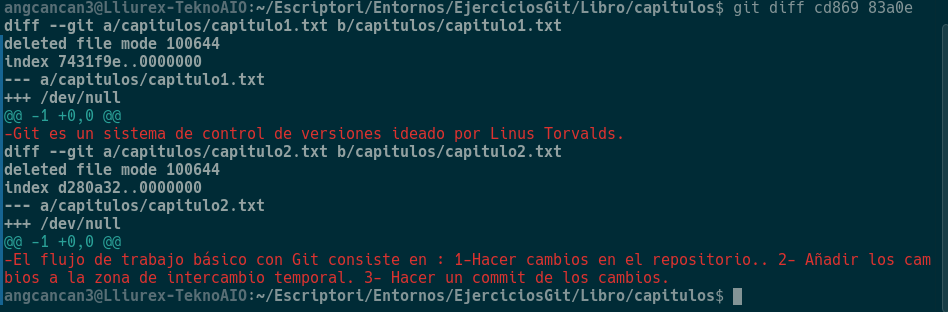 angcancan3@Lliurex-TeknoAIO:~/Escriptori/Entornos/EjerciciosGit/Libro/capitulos$ git diff cd869 83a0e
diff --git a/capitulos/capitulo1.txt b/capitulos/capitulo1.txt
deleted file mode 100644
index 7431f9e..0000000
--- a/capitulos/capitulo1.txt
+++ /dev/null
@@ -1 +0,0 @@
-Git es un sistema de control de versiones ideado por Linus Torvalds.
diff --git a/capitulos/capitulo2.txt b/capitulos/capitulo2.txt
deleted file mode 100644
index d280a32..0000000
--- a/capitulos/capitulo2.txt
+++ /dev/null
@@ -1 +0,0 @@
-El flujo de trabajo básico con Git consiste en : 1-Hacer cambios en el repositorio.. 2- Añadir los cam
bios a la zona de intercambio temporal. 3- Hacer un commit de los cambios.
angcancan3@Lliurex-TeknoAIO:~/Escriptori/Entornos/EjerciciosGit/Libro/capitulos$